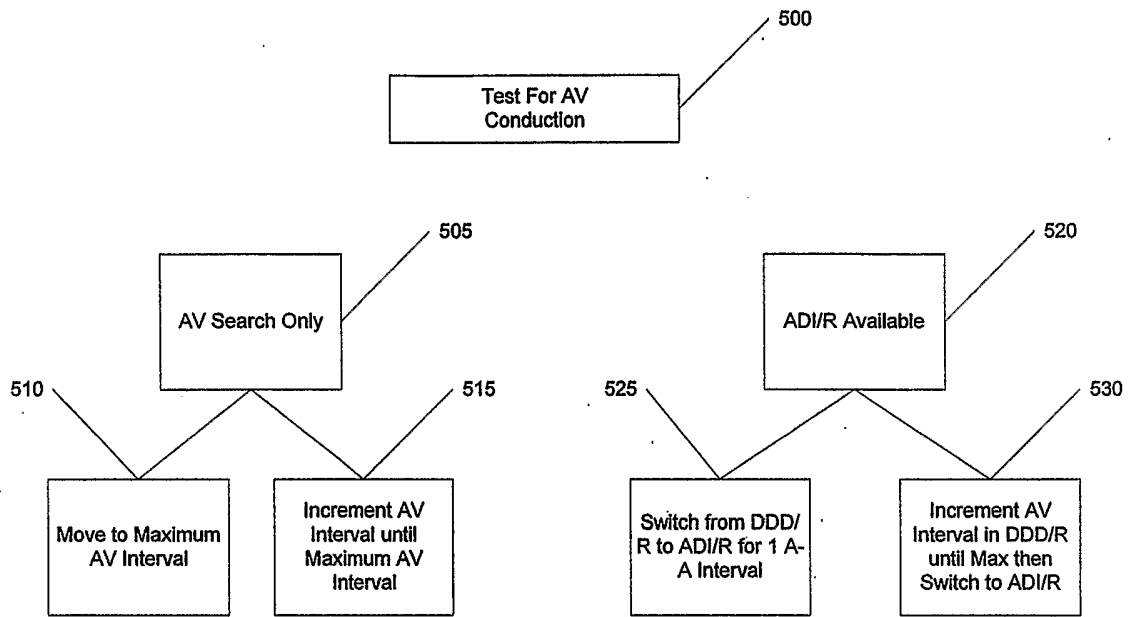 500
Test For AV
Conduction
505
520
AV Search Only
ADI/R Available
510
515
525
530
Move to Maximum
AV Interval
Increment AV
Interval until
Maximum AV
Interval
Switch from DDD/
R to ADI/R for 1 A-
A Interval
Increment AV
Interval in DDD/R
until Max then
Switch to ADI/R